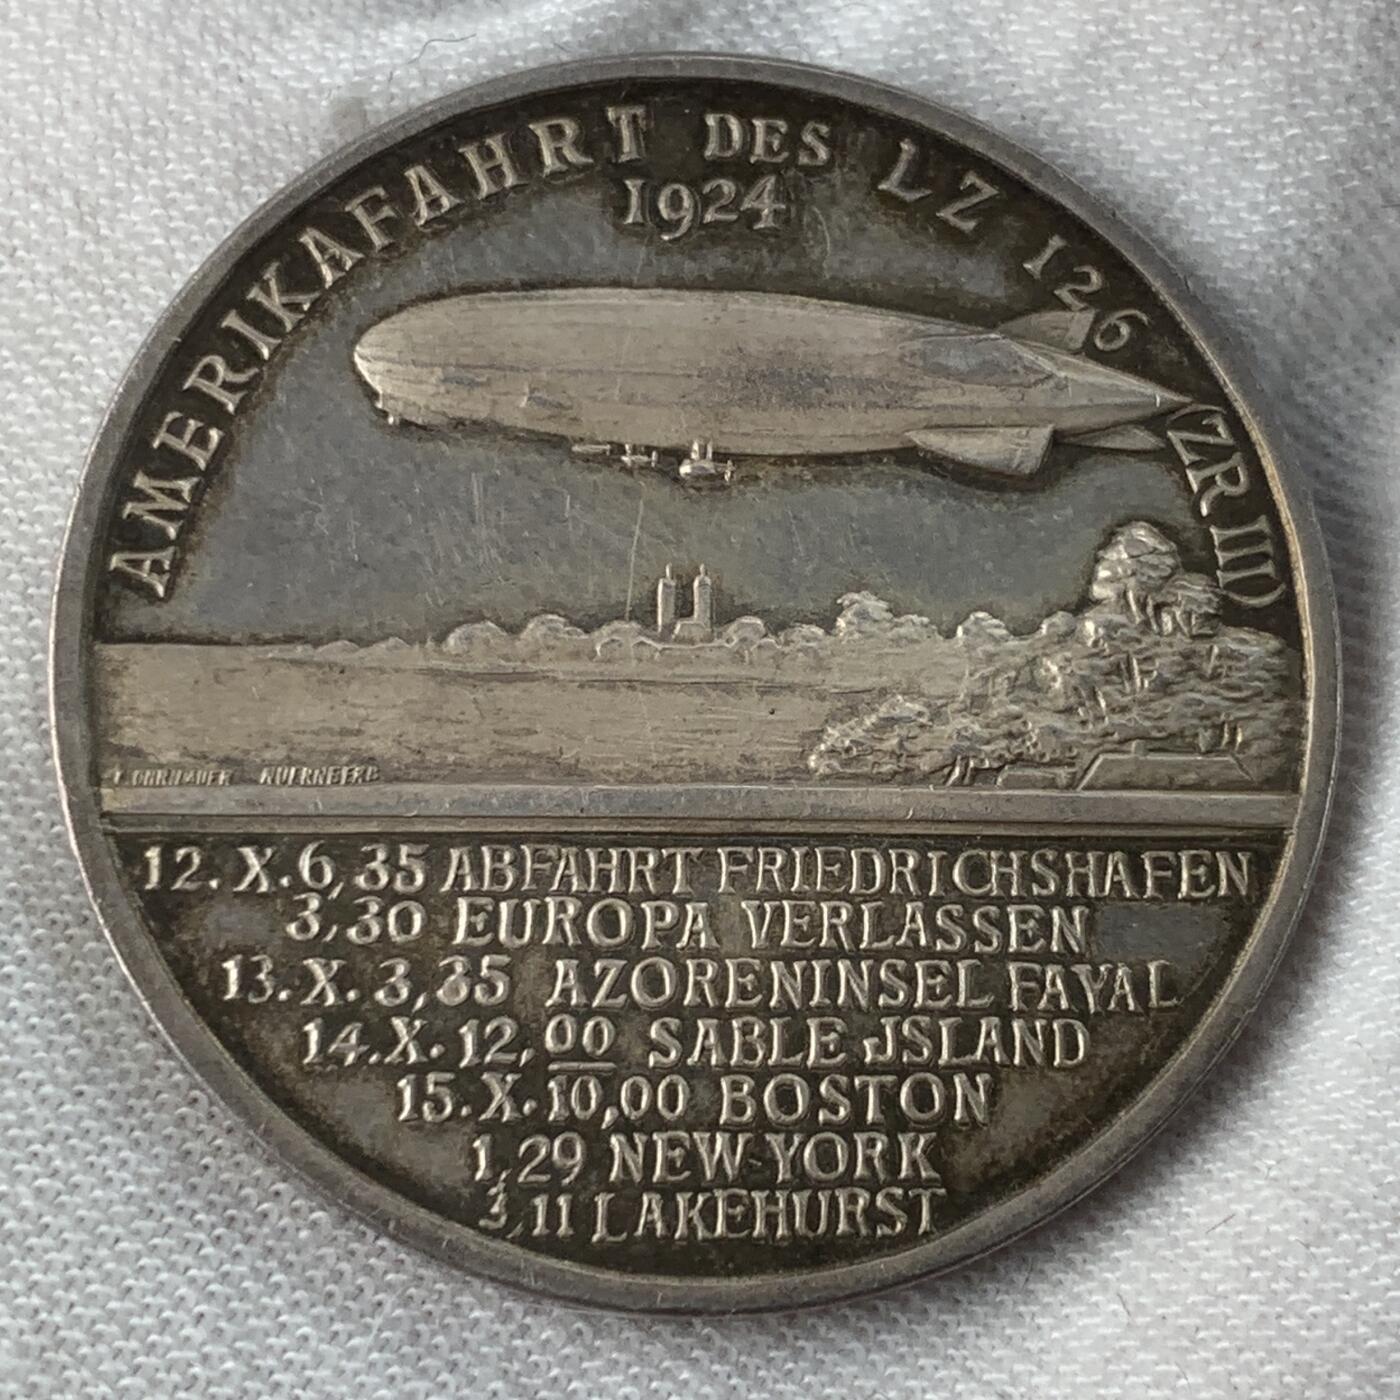 AMERIKAFAHRT DES LZ 126 (ZR III)
1924
NUERNBERG
12.X.6,35 ABFAHRT FRIEDRICHSHAFEN
3,30 EUROPA VERLASSEN
13.X.3,35 AZORENINSEL FAYAL
14.X.12,00 SABLE JSLAND
15.X.10,00 BOSTON
1,29 NEW-YORK
3,11 LAKEHURST